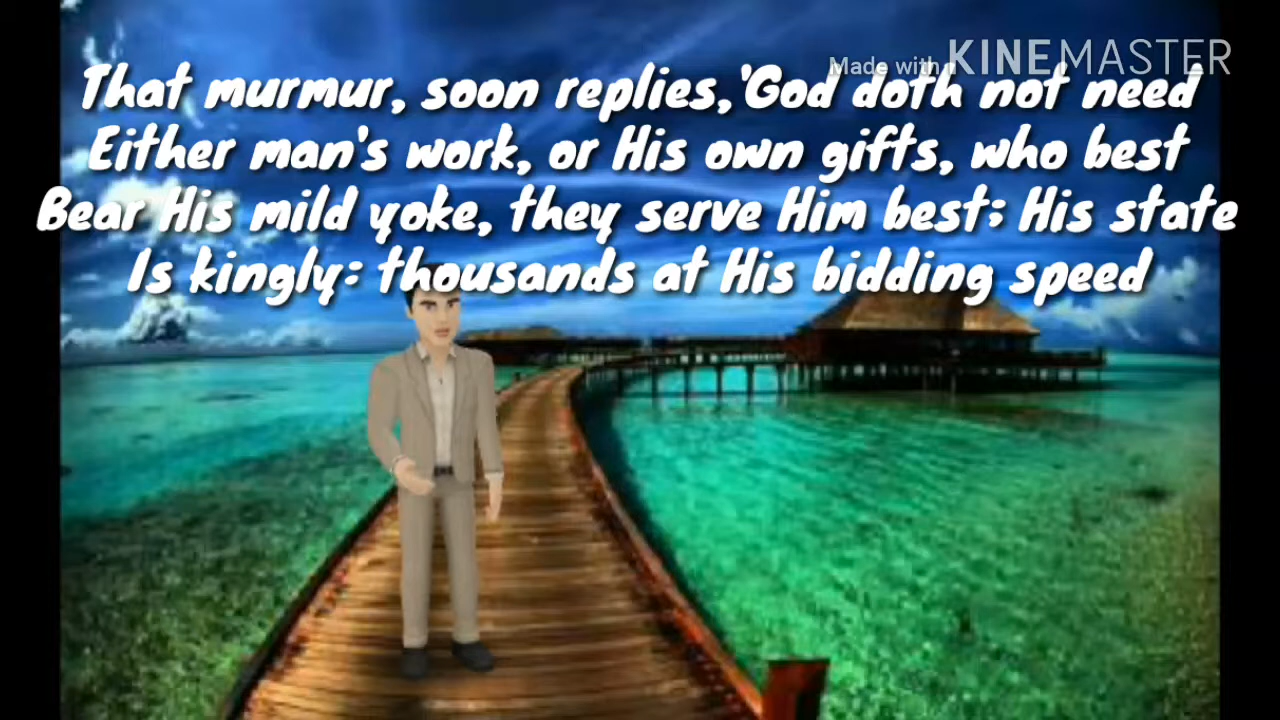 Made with KINEMASTER
That murmur, soon replies,'God doth not need
Either man's work, or His own gifts, who best
Bear His mild yoke, they serve Him best; His state
Is kingly: thousands at His bidding speed